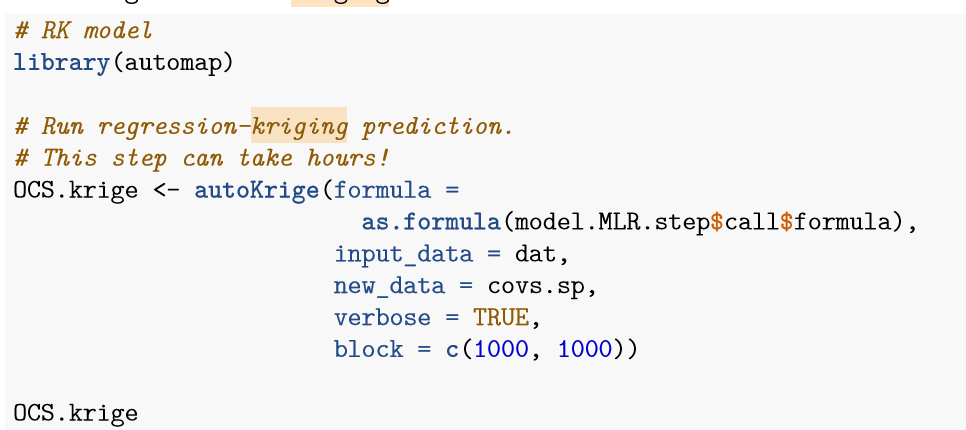 # RK model
library(automap)
# Run regression-kriging prediction.
# This step can take hours!
OCS.krige <- autoKrige(formula =
as.formula(model.MLR.step$call$formula),
input_data = dat,
new_data = covs.sp,
verbose = TRUE,
block = c(1000, 1000))
OCS.krige